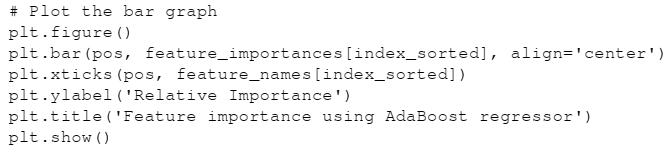 # Plot the bar graph
plt.figure()
plt.bar(pos, feature_importances[index_sorted], align='center')
plt.xticks(pos, feature_names[index_sorted])
plt.ylabel('Relative Importance')
plt.title('Feature importance using AdaBoost regressor')
plt.show()